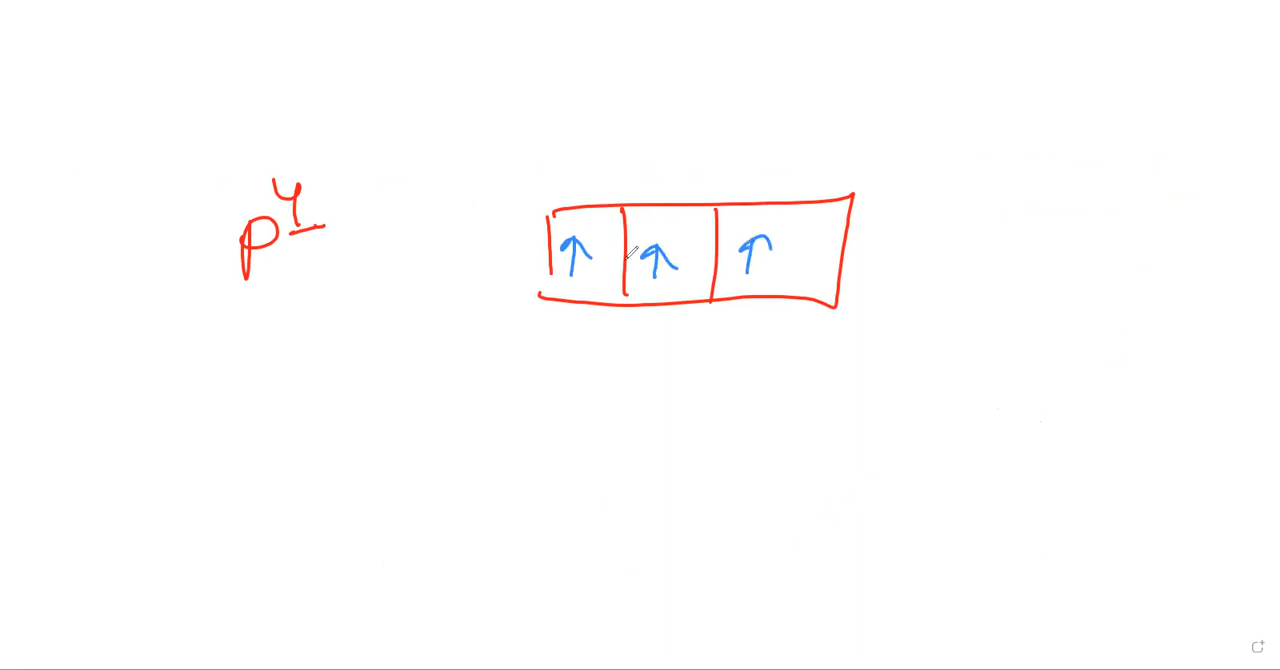 p⁴ ↑ ↑ ↑